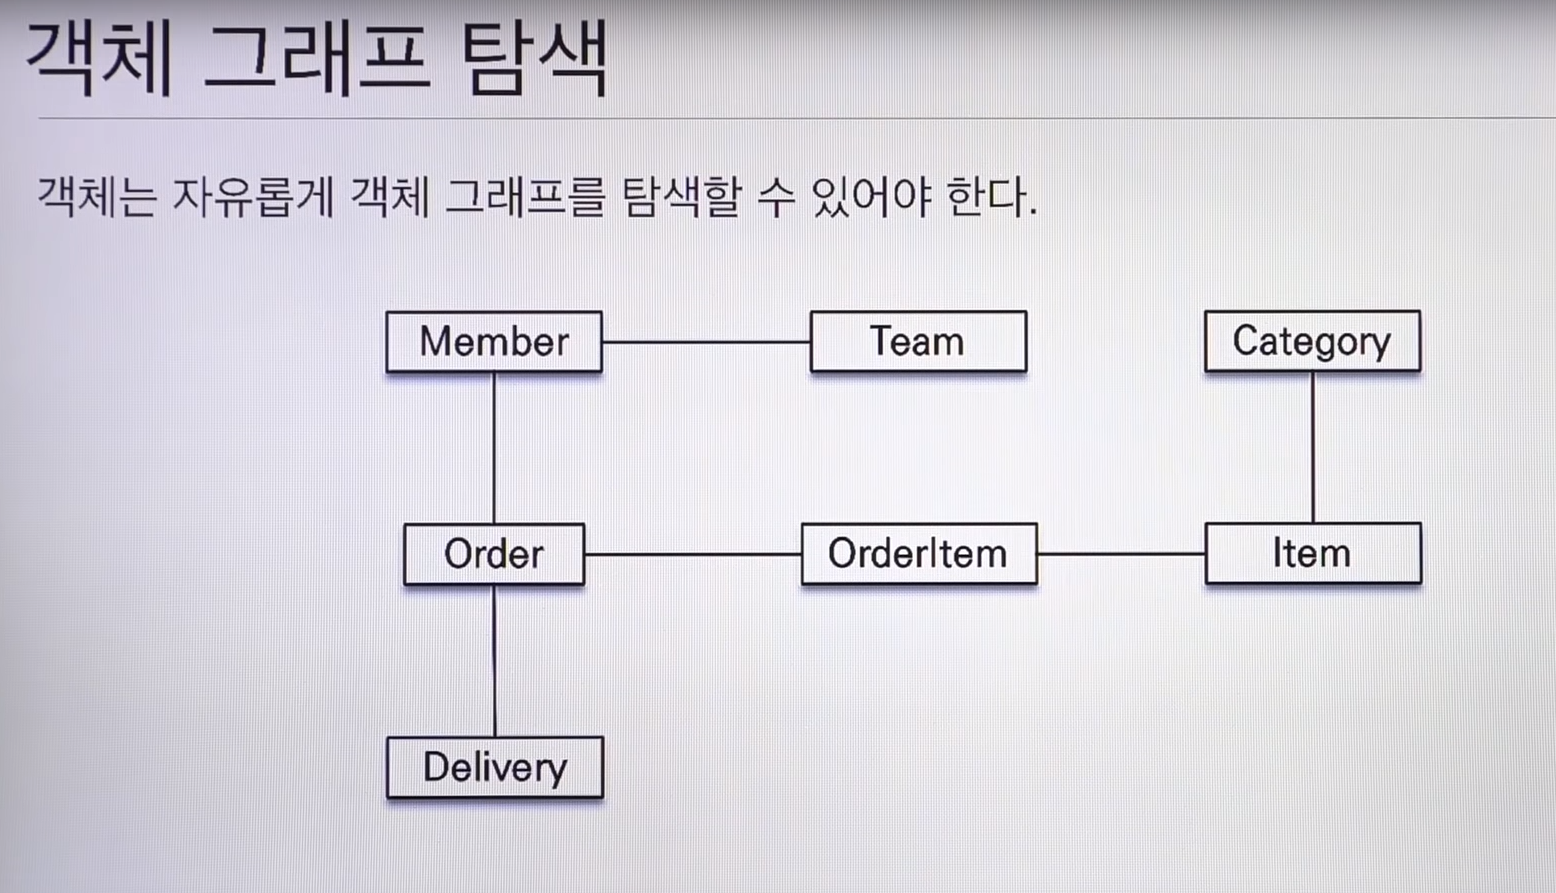 객체 그래프 탐색
객체는 자유롭게 객체 그래프를 탐색할 수 있어야 한다.
Member
Team
Category
Order
OrderItem
Item
Delivery